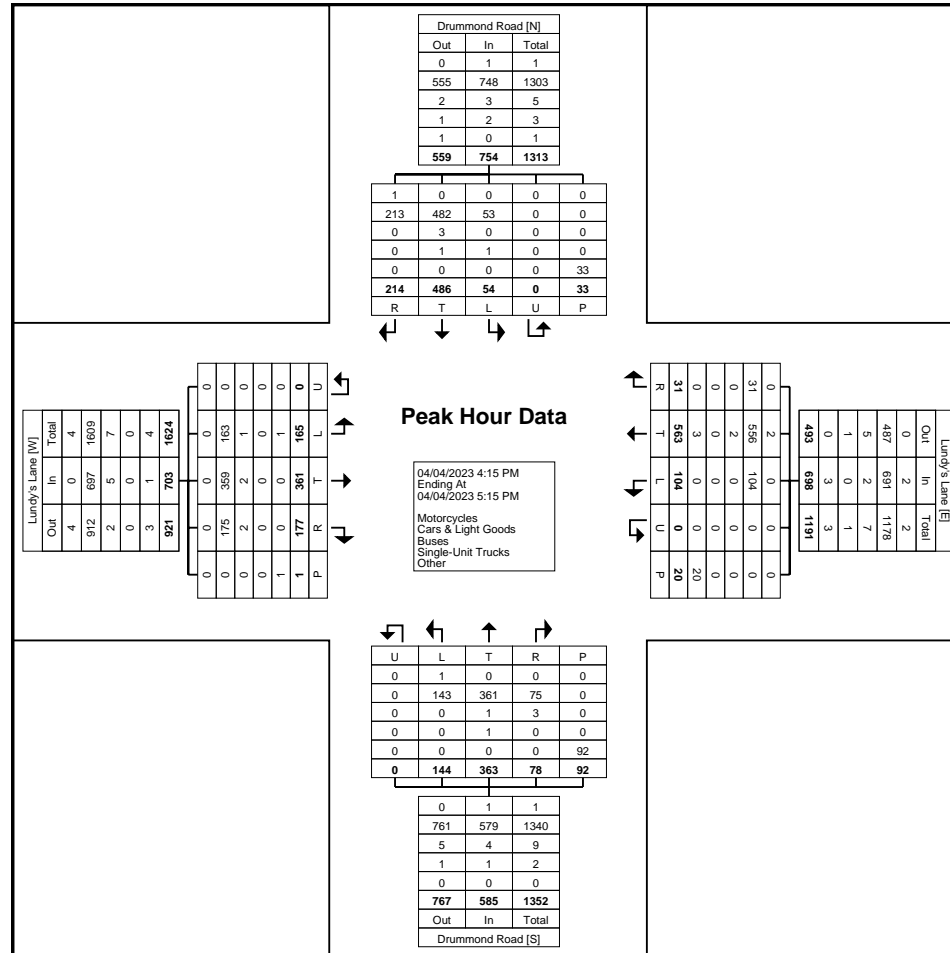 Drummond Road [N]
Out In Total
0 1 1
555 748 1303
2 3 5
1 2 3
1 0 1
559 754 1313
1 0 0 0 0
213 482 53 0 0
0 3 0 0 0
0 1 1 0 0
0 0 0 0 33
214 486 54 0 33
R T L U P
U L T R P
0 165 361 177 1
0 1 0 0 1
0 0 0 0 0
0 1 2 2 0
0 163 359 175 0
0 0 0 0 0
1624 703 921
4 1 3
0 0 0
7 5 2
1609 697 912
4 0 4
Total In Out
Lundy's Lane [W]
Peak Hour Data
04/04/2023 4:15 PM
Ending At
04/04/2023 5:15 PM
Motorcycles
Cars & Light Goods
Buses
Single-Unit Trucks
Other
Lundy's Lane [E]
Out In Total
0 2 2
487 691 1178
5 2 7
1 0 1
0 3 3
493 698 1191
0 2 0 0 0
31 556 104 0 0
0 2 0 0 0
0 0 0 0 0
0 3 0 0 20
31 563 104 0 20
R T L U P
U L T R P
0 1 0 0 0
0 143 361 75 0
0 0 1 3 0
0 0 1 0 0
0 0 0 0 92
0 144 363 78 92
0 1 1
761 579 1340
5 4 9
1 1 2
0 0 0
767 585 1352
Out In Total
Drummond Road [S]